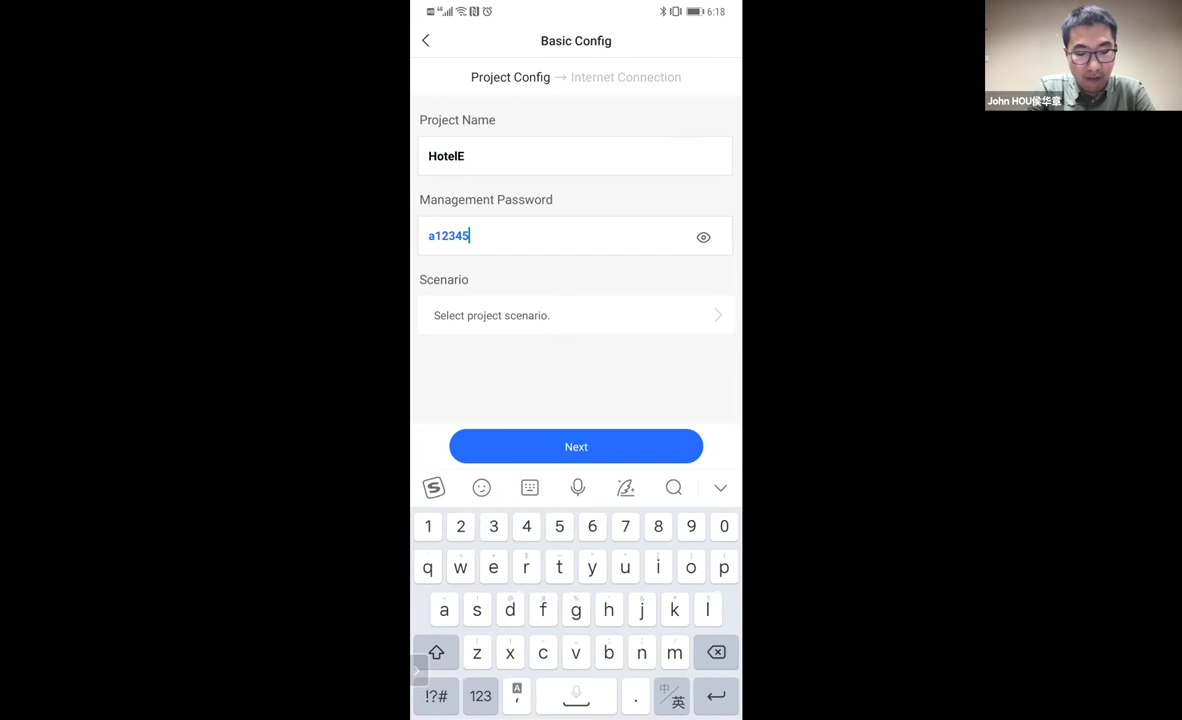 6:18
Basic Config
Project Config → Internet Connection
Project Name
HotelE
Management Password
a12345
Scenario
Select project scenario.
Next
1 2 3 4 5 6 7 8 9 0
q w e r t y u i o p
a s d f g h j k l
z x c v b n m
!?# 123 , . 中/英
John HOU侯华章